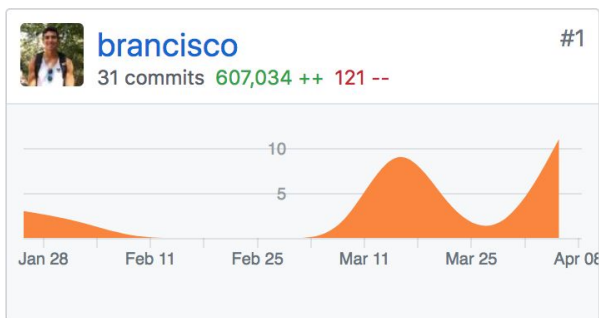 brancisco
#1
31 commits 607,034 ++ 121 --
10
5
Jan 28 Feb 11 Feb 25 Mar 11 Mar 25 Apr 08